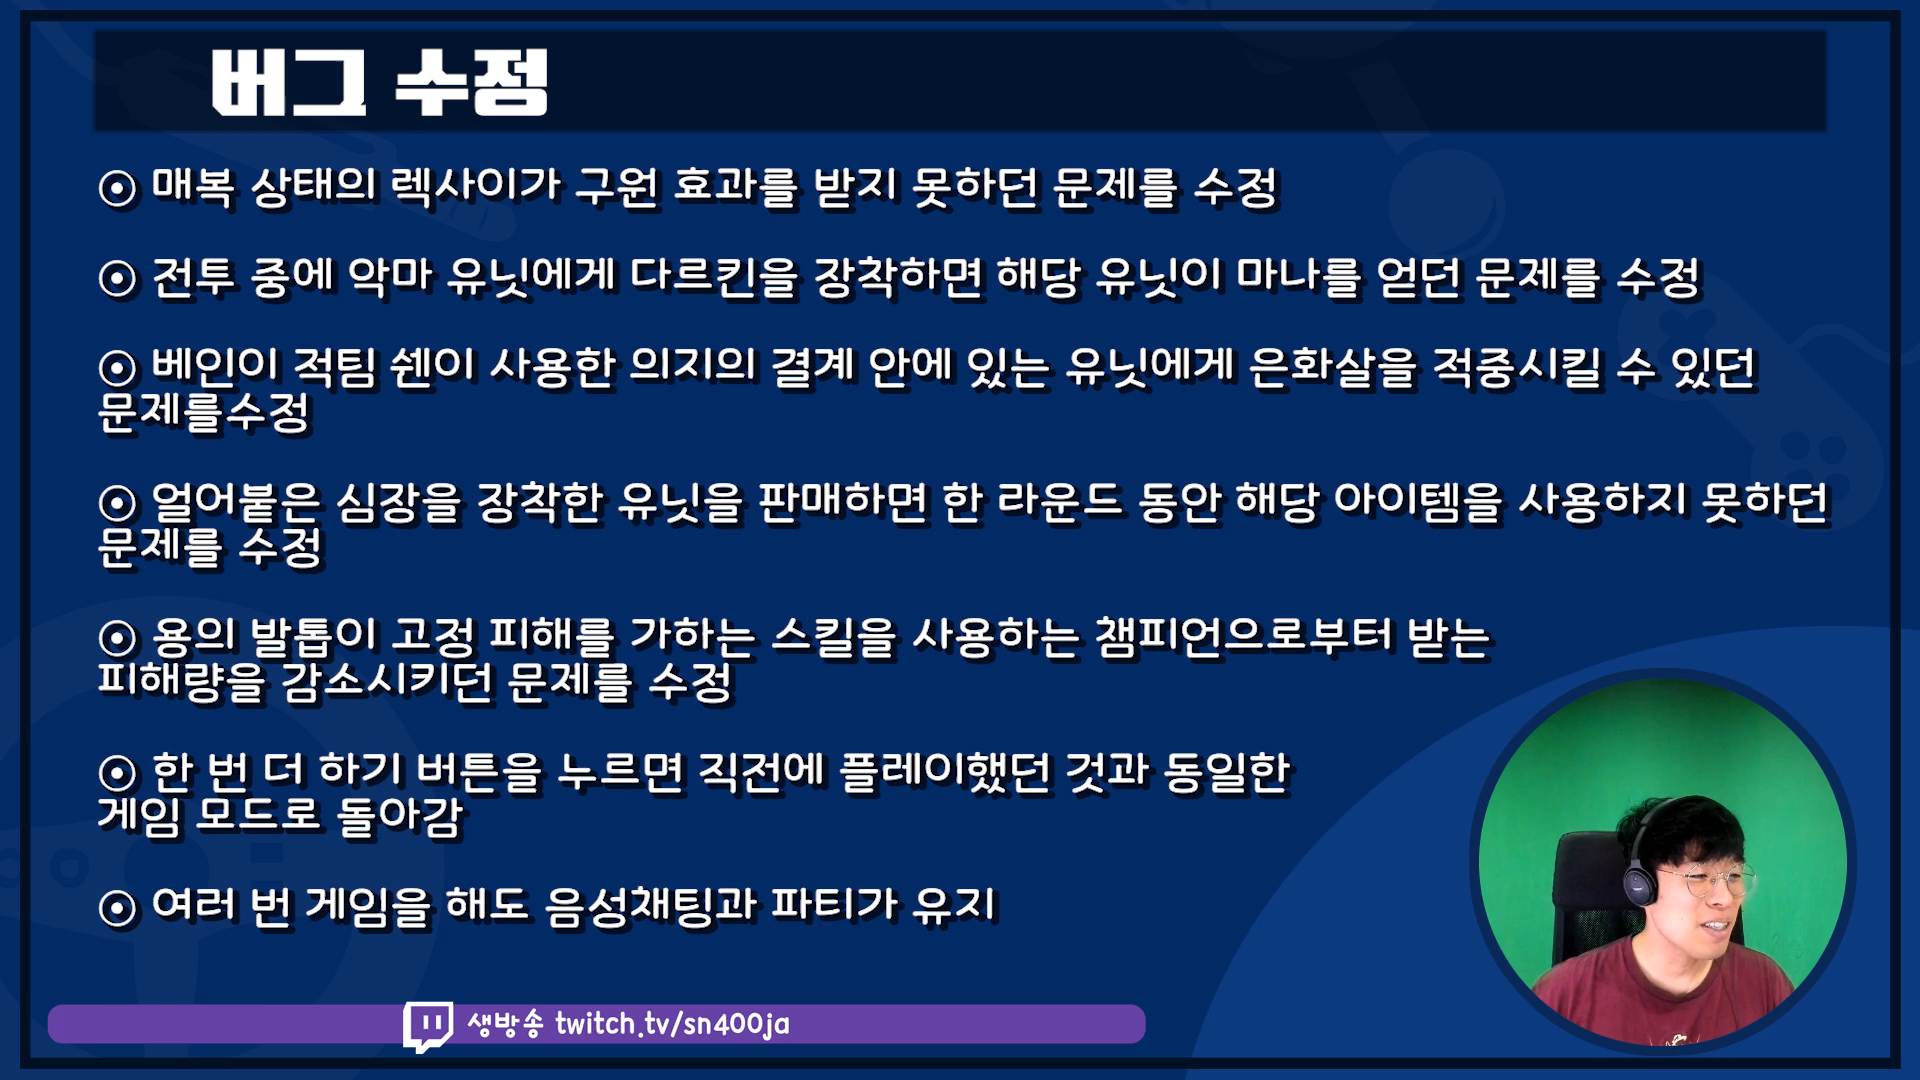 버그 수정
⊙ 매복 상태의 렉사이가 구원 효과를 받지 못하던 문제를 수정
⊙ 전투 중에 악마 유닛에게 다르킨을 장착하면 해당 유닛이 마나를 얻던 문제를 수정
⊙ 베인이 적팀 쉔이 사용한 의지의 결계 안에 있는 유닛에게 은화살을 적중시킬 수 있던
문제를수정
⊙ 얼어붙은 심장을 장착한 유닛을 판매하면 한 라운드 동안 해당 아이템을 사용하지 못하던
문제를 수정
⊙ 용의 발톱이 고정 피해를 가하는 스킬을 사용하는 챔피언으로부터 받는
피해량을 감소시키던 문제를 수정
⊙ 한 번 더 하기 버튼을 누르면 직전에 플레이했던 것과 동일한
게임 모드로 돌아감
⊙ 여러 번 게임을 해도 음성채팅과 파티가 유지
생방송 twitch.tv/sn400ja